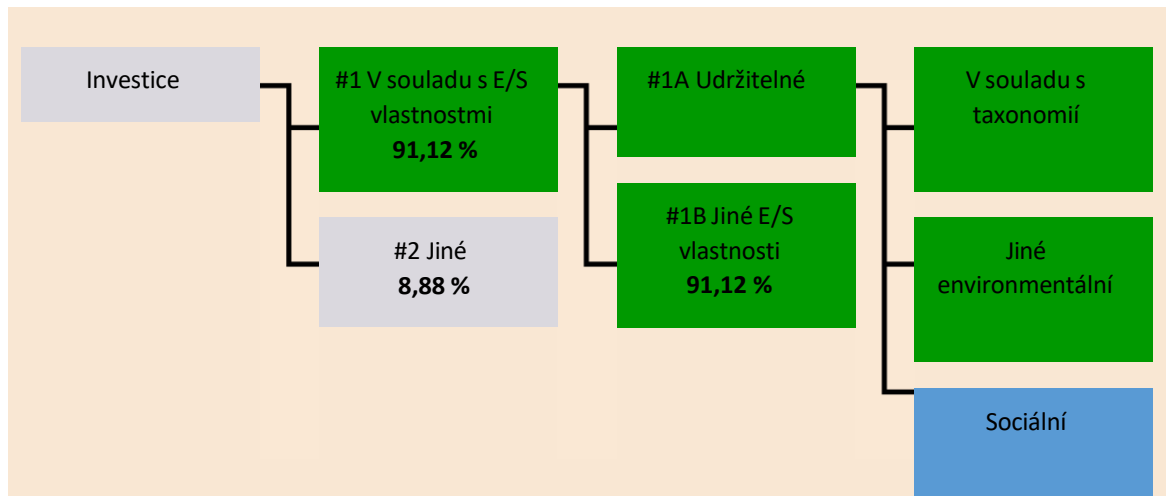 Investice
#1 V souladu s E/S
vlastnostmi
91,12 %
#2 Jiné
8,88 %
#1A Udržitelné
#1B Jiné E/S
vlastnosti
91,12 %
V souladu s
taxonomií
Jiné
environmentální
Sociální